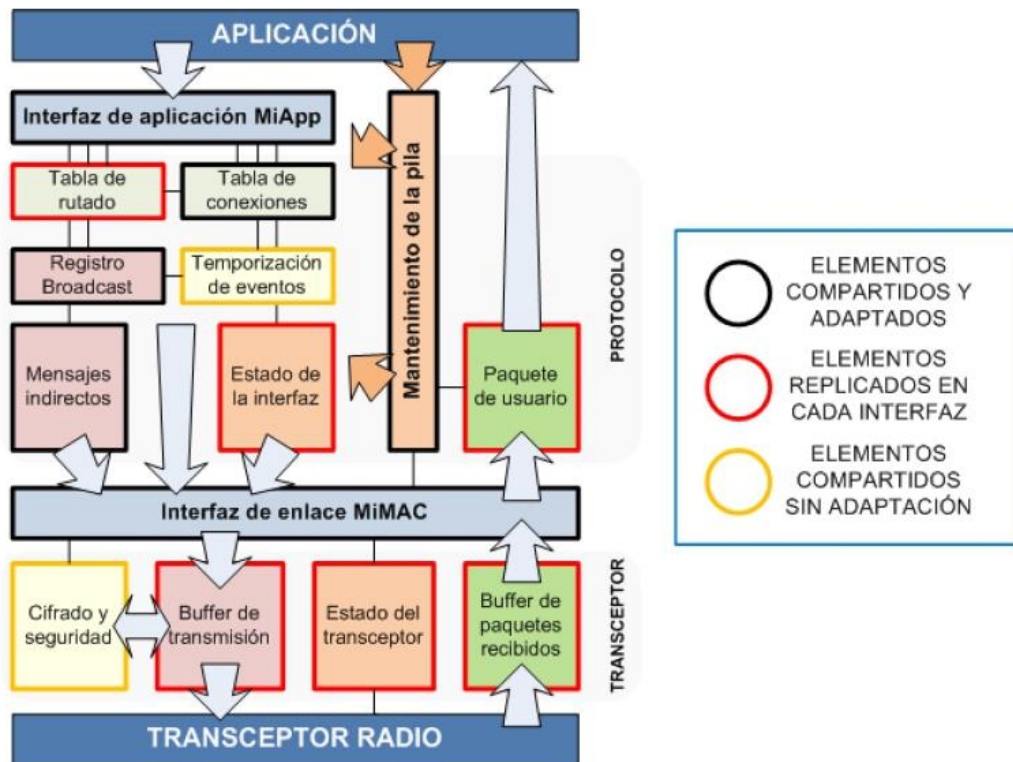 APLICACIÓN
Interfaz de aplicación MiApp
Tabla de
rutado
Tabla de
conexiones
Registro
Broadcast
Temporización
de eventos
Mensajes
indirectos
Estado de
la interfaz
Mantenimiento de la pila
Paquete
de usuario
PROTOCOLO
Interfaz de enlace MiMAC
Cifrado y
seguridad
Buffer de
transmisión
Estado del
transceptor
Buffer de
paquetes
recibidos
TRANSCEPTOR
TRANSCEPTOR RADIO
ELEMENTOS
COMPARTIDOS Y
ADAPTADOS
ELEMENTOS
REPLICADOS EN
CADA INTERFAZ
ELEMENTOS
COMPARTIDOS
SIN ADAPTACIÓN